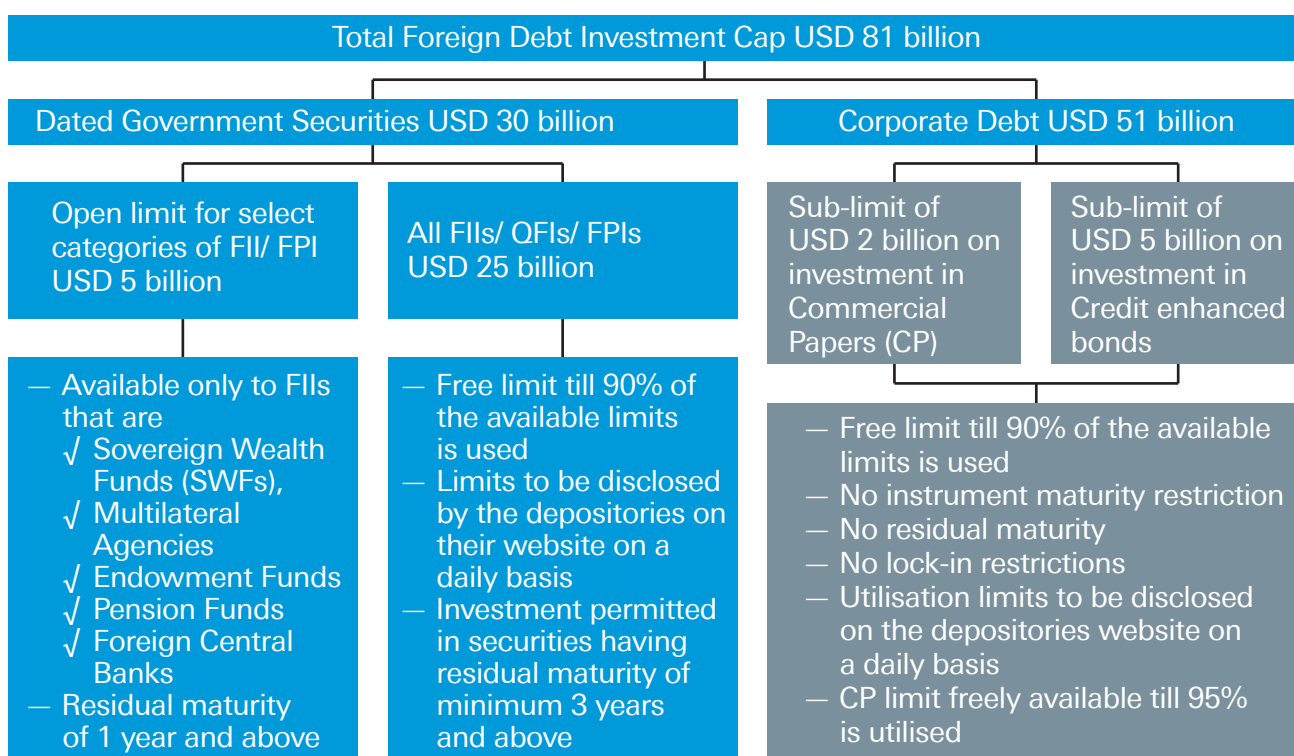 Total Foreign Debt Investment Cap USD 81 billion
Dated Government Securities USD 30 billion
Corporate Debt USD 51 billion
Open limit for select
categories of FII/ FPI
USD 5 billion
All FIIs/ QFIs/ FPIs
USD 25 billion
Sub-limit of
USD 2 billion on
investment in
Commercial
Papers (CP)
Sub-limit of
USD 5 billion on
investment in
Credit enhanced
bonds
— Available only to FIIs
that are
√ Sovereign Wealth
Funds (SWFs),
√ Multilateral
Agencies
√ Endowment Funds
√ Pension Funds
√ Foreign Central
Banks
— Residual maturity
of 1 year and above
— Free limit till 90% of
the available limits
is used
— Limits to be disclosed
by the depositories on
their website on a
daily basis
— Investment permitted
in securities having
residual maturity of
minimum 3 years
and above
— Free limit till 90% of the available
limits is used
— No instrument maturity restriction
— No residual maturity
— No lock-in restrictions
— Utilisation limits to be disclosed
on the depositories website on
a daily basis
— CP limit freely available till 95%
is utilised